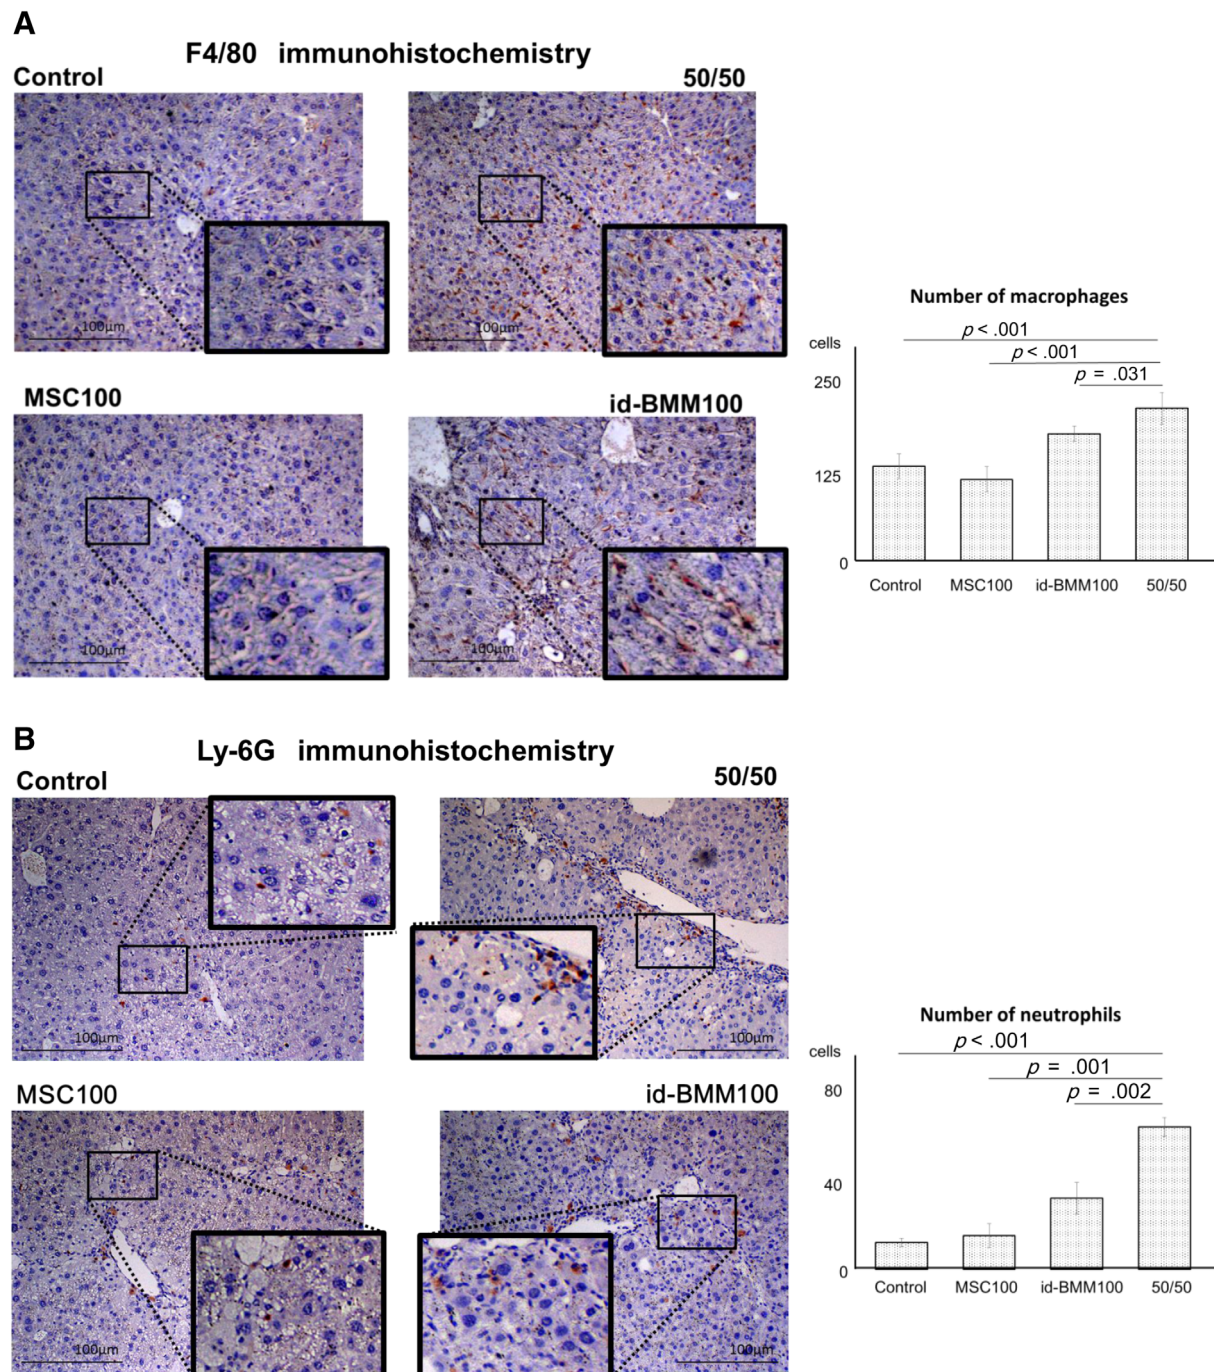 A
F4/80 immunohistochemistry
Control
50/50
100μm
100μm
MSC100
id-BMM100
100μm
100μm
Number of macrophages
p < .001
cells
p < .001
p = .031
250
125
0
Control MSC100 id-BMM100 50/50
B
Ly-6G immunohistochemistry
Control
50/50
100μm
100μm
MSC100
id-BMM100
100μm
100μm
Number of neutrophils
p < .001
cells
p = .001
p = .002
80
40
0
Control MSC100 id-BMM100 50/50